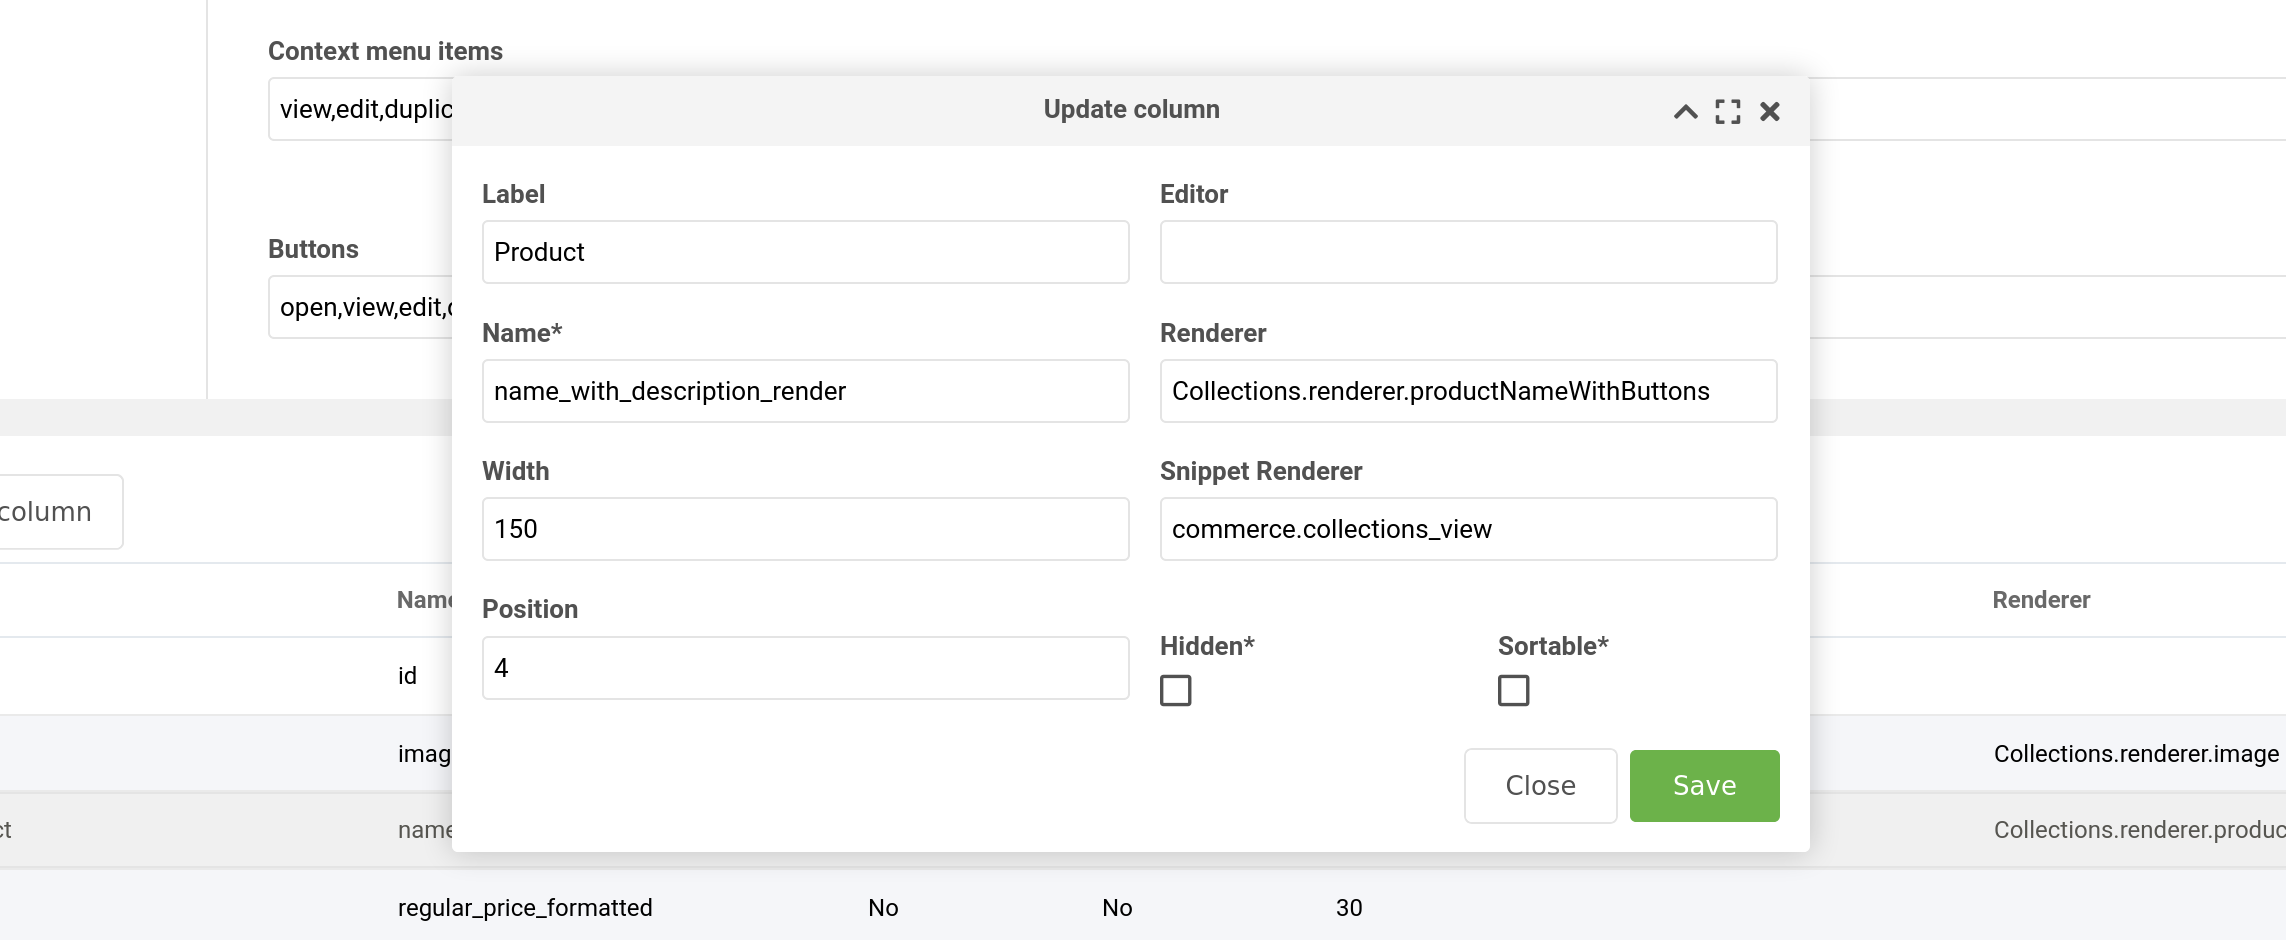 Context menu items
view,edit,duplic
Update column
Label
Product
Editor
Buttons
open,view,edit,
Name*
name_with_description_render
Renderer
Collections.renderer.productNameWithButtons
Width
150
Snippet Renderer
commerce.collections_view
column
Name
Renderer
Position
4
Hidden*
Sortable*
id
imag
Collections.renderer.image
Close
Save
ct
name
Collections.renderer.produc
regular_price_formatted
No
No
30